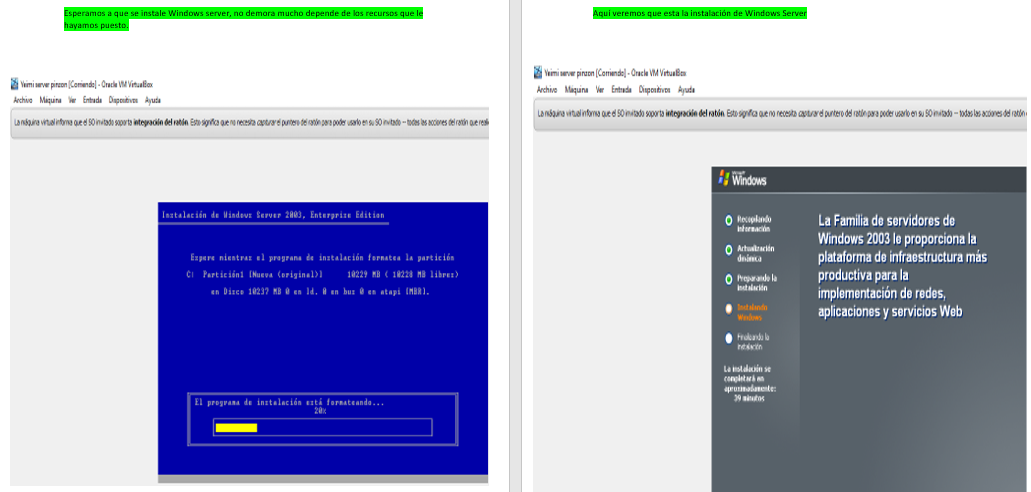 Esperamos a que se instale Windows server, no demora mucho depende de los recursos que le
hayamos puesto.
Yeimi server pinzon [Corriendo] - Oracle VM VirtualBox
Archivo Máquina Ver Entrada Dispositivos Ayuda
La máquina virtual informa que el SO invitado soporta integración del ratón. Esto significa que no necesita capturar el puntero del ratón para poder usarlo en su SO invitado — todas las acciones del ratón que real
Instalación de Windows Server 2003, Enterprise Edition
Espere mientras el programa de instalación formatea la partición
C: Partición1 [Nueva (original)] 10229 MB ( 10228 MB libres)
en Disco 10237 MB 0 en Id. 0 en bus 0 en atapi [MBR].
El programa de instalación está formateando...
20%
Aquí veremos que esta la instalación de Windows Server
Yeimi server pinzon [Corriendo] - Oracle VM VirtualBox
Archivo Máquina Ver Entrada Dispositivos Ayuda
La máquina virtual informa que el SO invitado soporta integración del ratón. Esto significa que no necesita capturar el puntero del ratón para poder usarlo en su SO invitado — todas las acciones del ratón
Microsoft
Windows
Recopilando
información
Actualización
dinámica
Preparando la
instalación
Instalando
Windows
Finalizando la
instalación
La instalación se
completará en
aproximadamente:
39 minutos
La Familia de servidores de
Windows 2003 le proporciona la
plataforma de infraestructura más
productiva para la
implementación de redes,
aplicaciones y servicios Web